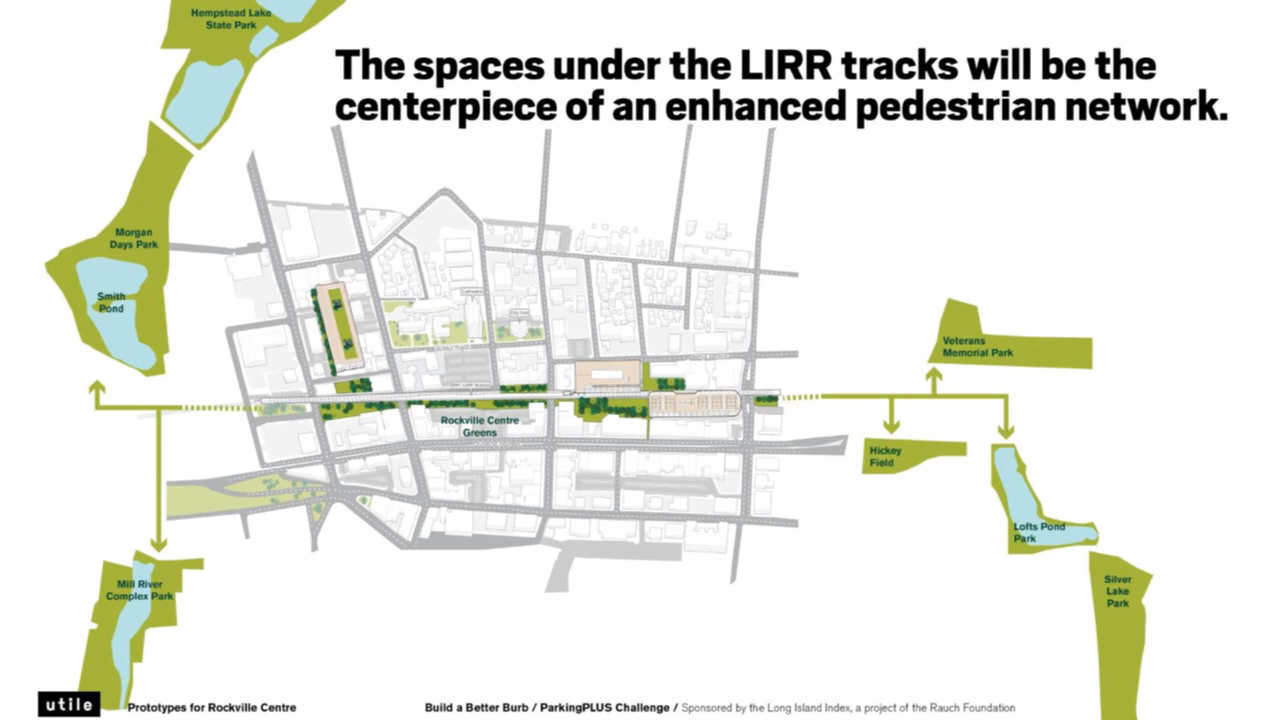 Hempstead Lake
State Park
The spaces under the LIRR tracks will be the
centerpiece of an enhanced pedestrian network.
Morgan
Days Park
Smith
Pond
Cathedral
City Hall
Veterans
Memorial Park
Rockville Centre
Greens
Hickey
Field
Lofts Pond
Park
Mill River
Complex Park
Silver
Lake
Park
utile
Prototypes for Rockville Centre
Build a Better Burb / ParkingPLUS Challenge / Sponsored by the Long Island Index, a project of the Rauch Foundation